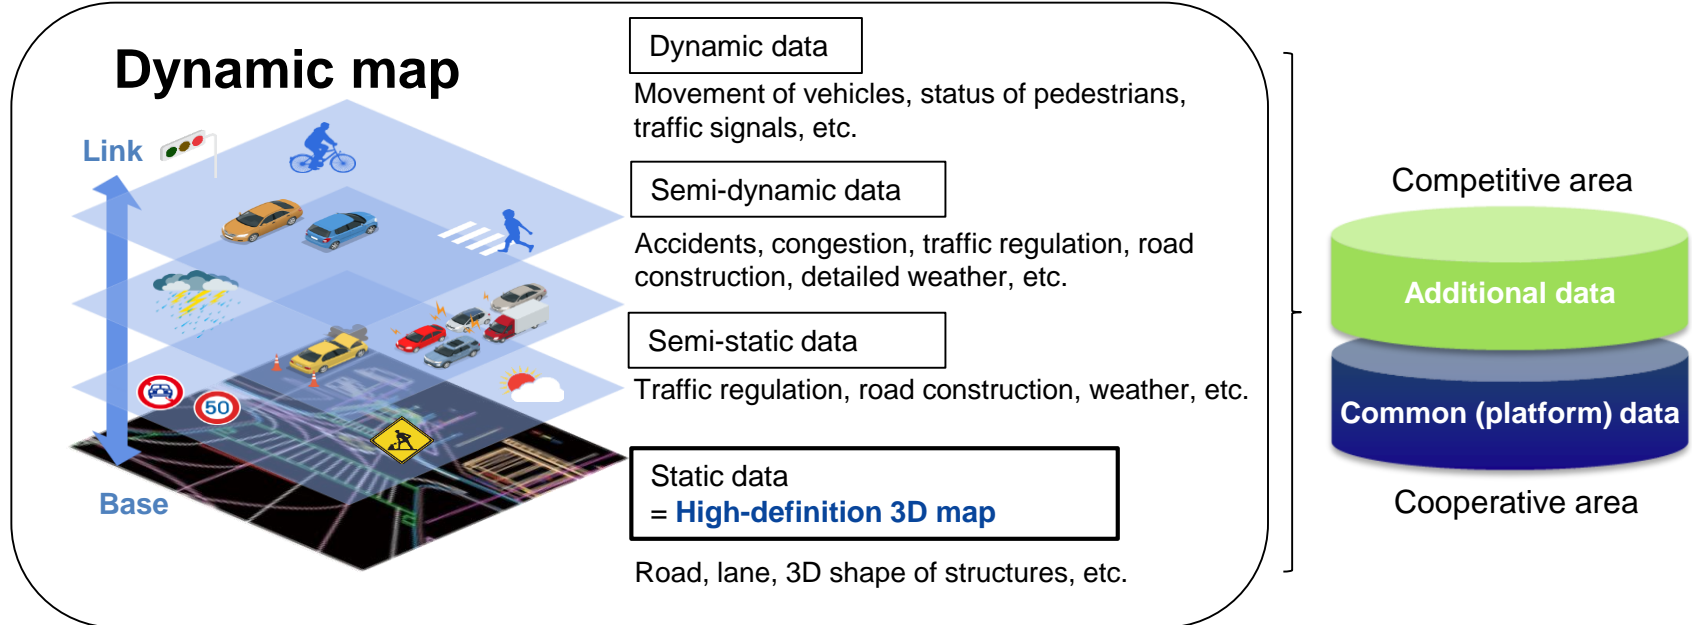 Dynamic map
Link
Base
50
Dynamic data
Movement of vehicles, status of pedestrians,
traffic signals, etc.
Semi-dynamic data
Accidents, congestion, traffic regulation, road
construction, detailed weather, etc.
Semi-static data
Traffic regulation, road construction, weather, etc.
Static data
= High-definition 3D map
Road, lane, 3D shape of structures, etc.
Competitive area
Additional data
Common (platform) data
Cooperative area